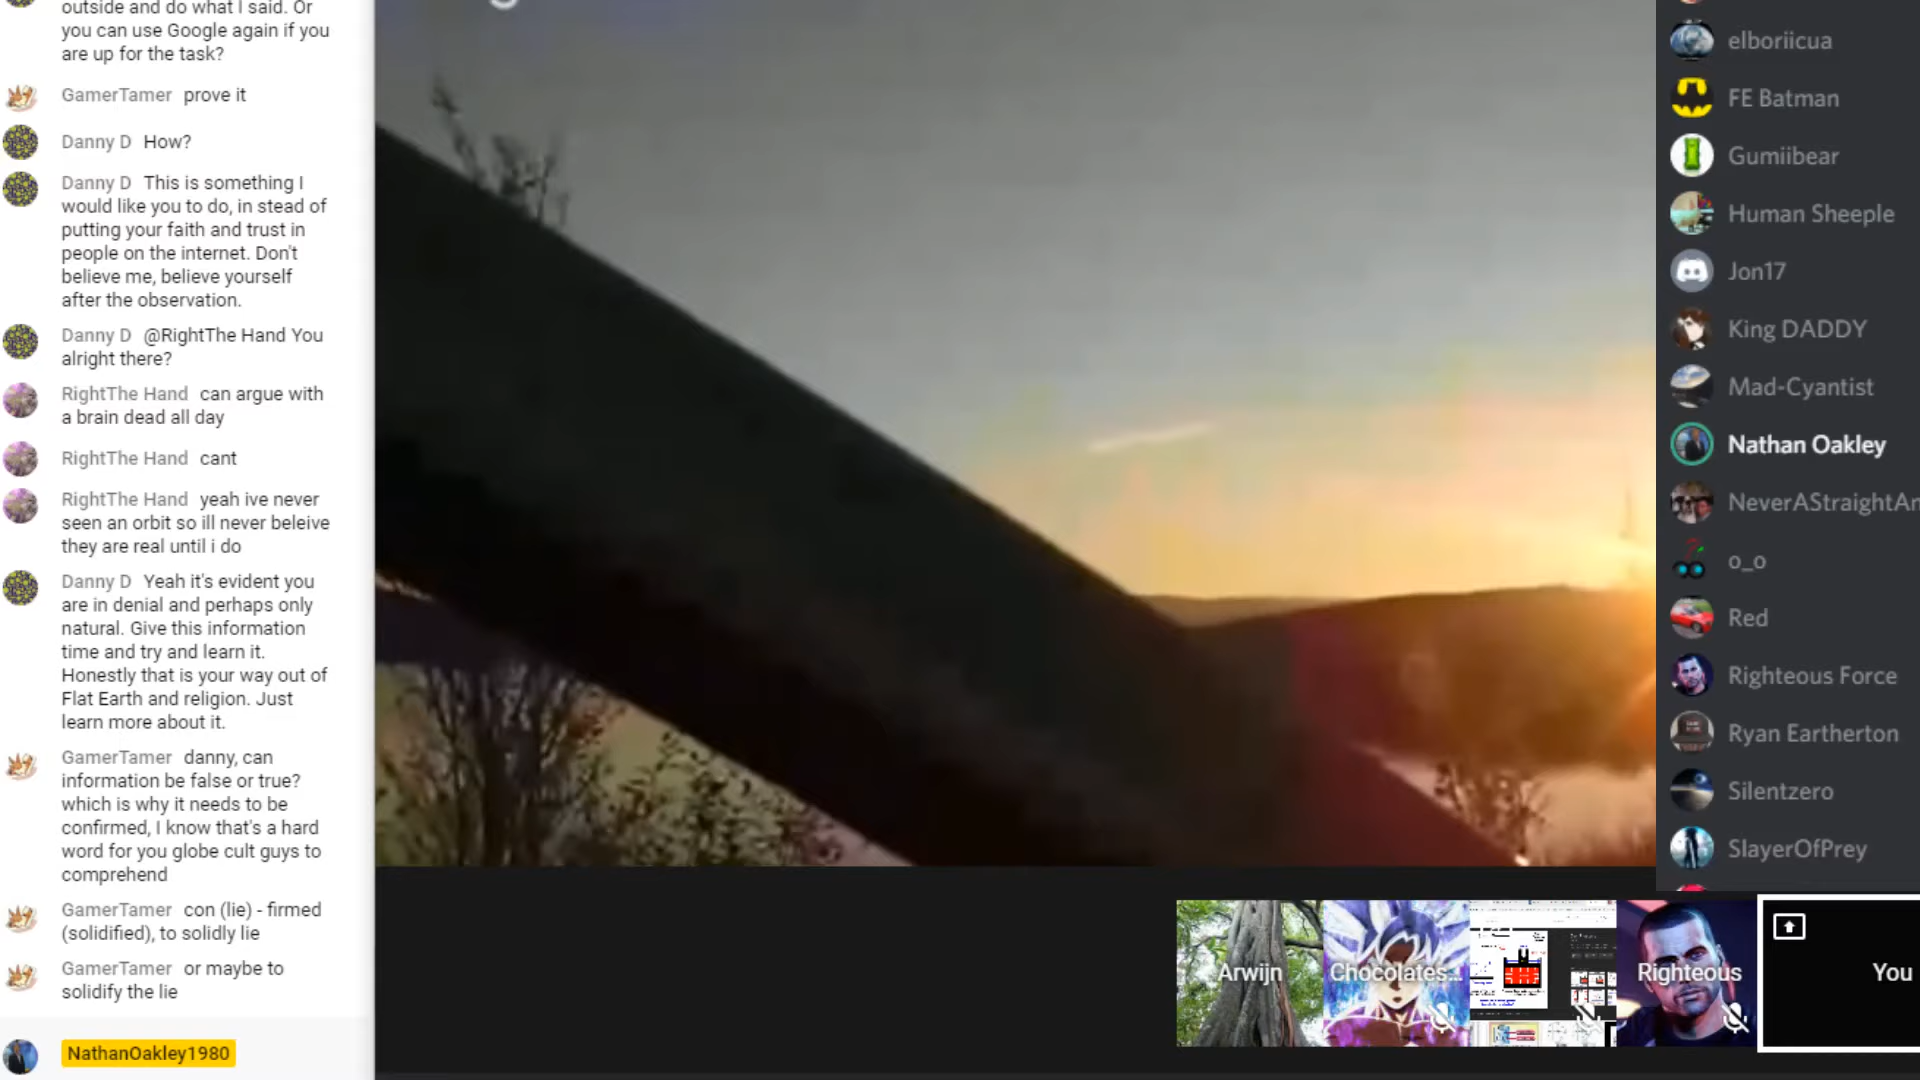 outside and do what I said. Or
you can use Google again if you
are up for the task?
GamerTamer prove it
Danny D How?
Danny D This is something I
would like you to do, in stead of
putting your faith and trust in
people on the internet. Don't
believe me, believe yourself
after the observation.
Danny D @RightThe Hand You
alright there?
RightThe Hand can argue with
a brain dead all day
RightThe Hand cant
RightThe Hand yeah ive never
seen an orbit so ill never beleive
they are real until i do
Danny D Yeah it's evident you
are in denial and perhaps only
natural. Give this information
time and try and learn it.
Honestly that is your way out of
Flat Earth and religion. Just
learn more about it.
GamerTamer danny, can
information be false or true?
which is why it needs to be
confirmed, I know that's a hard
word for you globe cult guys to
comprehend
GamerTamer con (lie) - firmed
(solidified), to solidly lie
GamerTamer or maybe to
solidify the lie
NathanOakley1980
elboriicua
FE Batman
Gumiibear
Human Sheeple
Jon17
King DADDY
Mad-Cyantist
Nathan Oakley
NeverAStraightAn
o_o
Red
Righteous Force
Ryan Eartherton
Silentzero
SlayerOfPrey
Arwijn
Chocolates...
Righteous
You